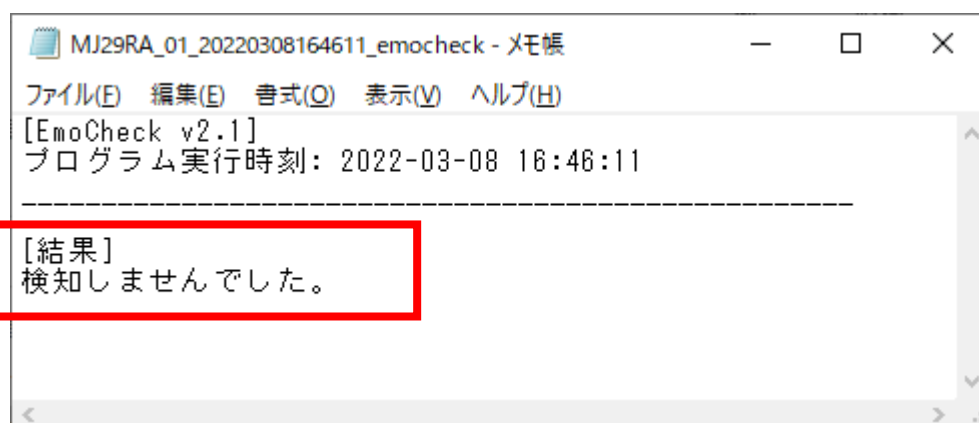 MJ29RA_01_20220308164611_emocheck - メモ帳
ファイル(F) 編集(E) 書式(O) 表示(V) ヘルプ(H)
[EmoCheck v2.1]
プログラム実行時刻: 2022-03-08 16:46:11
----------------------------------------------------
[結果]
検知しませんでした。